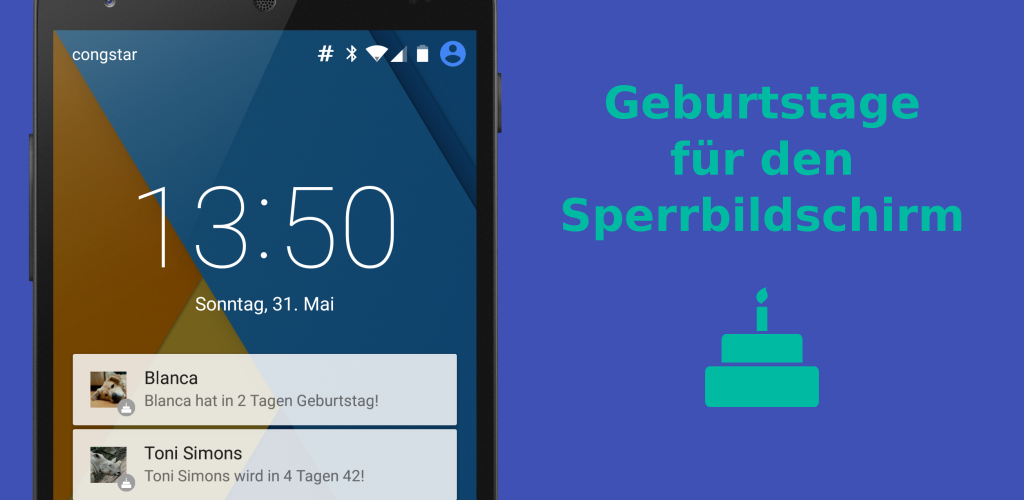 congstar
13:50
Sonntag, 31. Mai
Blanca
Blanca hat in 2 Tagen Geburtstag!
Toni Simons
Toni Simons wird in 4 Tagen 42!
Geburtstage
für den
Sperrbildschirm